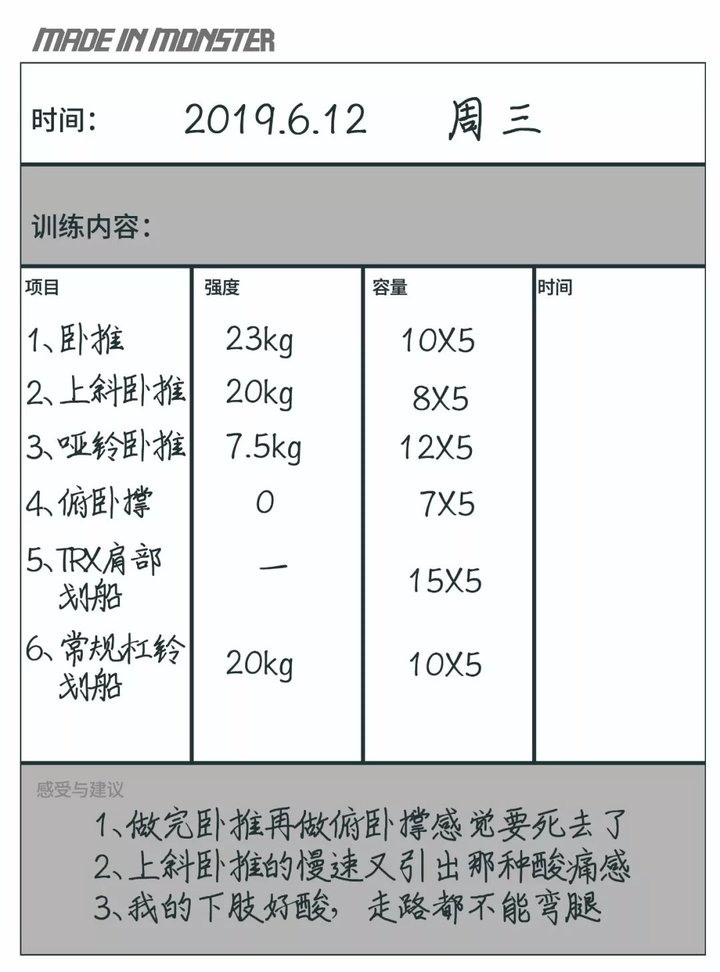 MADE IN MONSTER
时间： 2019.6.12 周三
训练内容：
项目 强度 容量 时间
1、卧推 23kg 10X5
2、上斜卧推 20kg 8X5
3、哑铃卧推 7.5kg 12X5
4、俯卧撑 0 7X5
5、TRX肩部
划船 — 15X5
6、常规杠铃
划船 20kg 10X5
感受与建议
1、做完卧推再做俯卧撑感觉要死去了
2、上斜卧推的慢速又引出那种酸痛感
3、我的下肢好酸，走路都不能弯腿